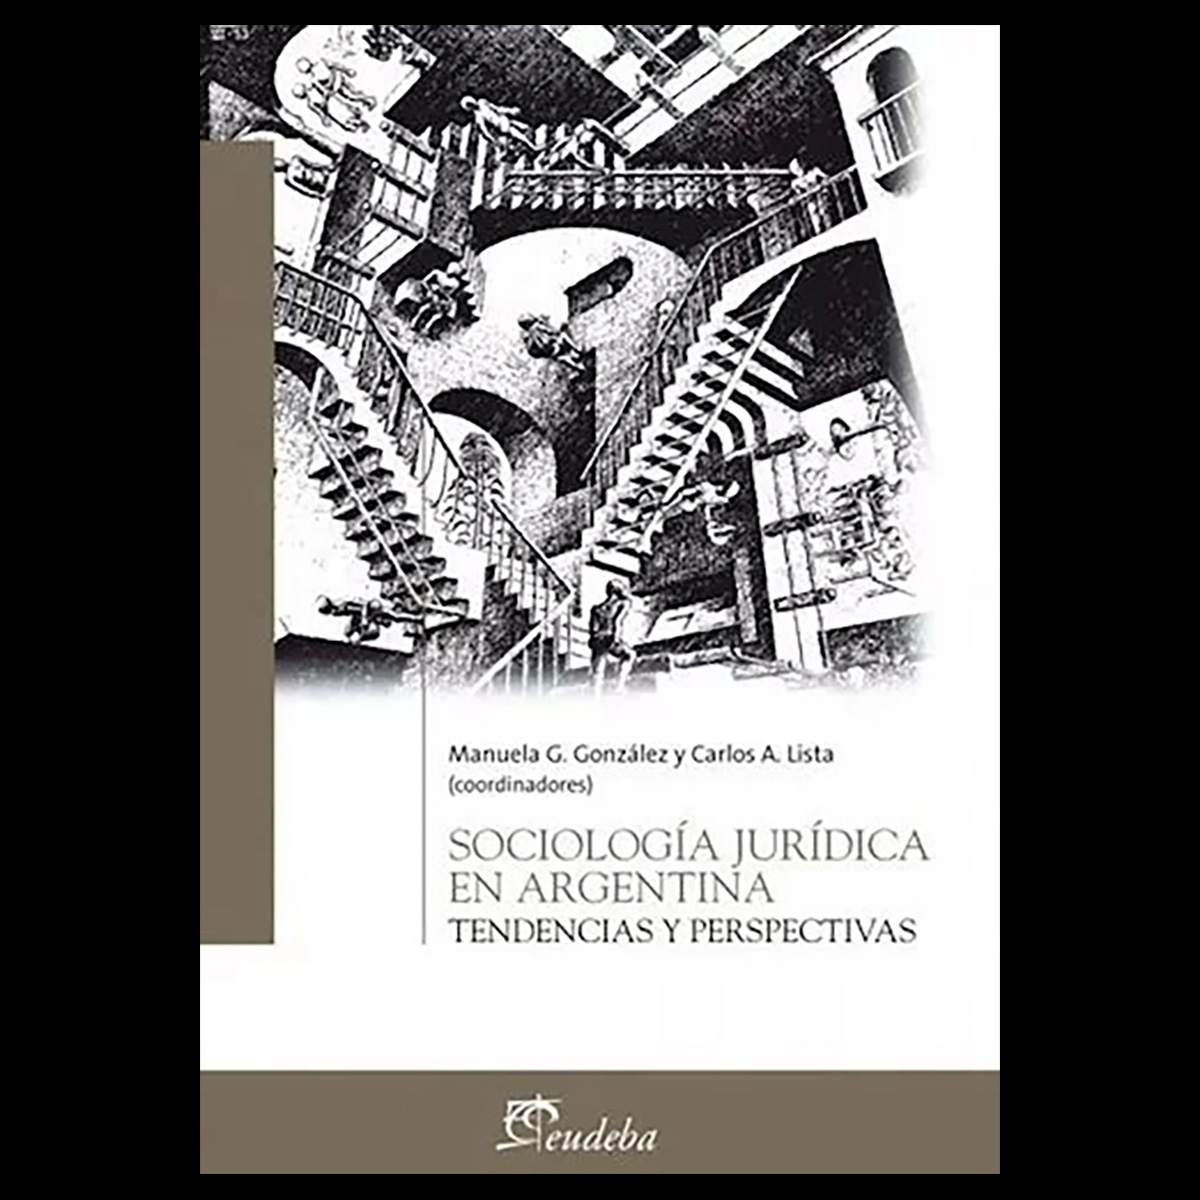 Manuela G. González y Carlos A. Lista
(coordinadores)
SOCIOLOGÍA JURÍDICA
EN ARGENTINA
TENDENCIAS Y PERSPECTIVAS
eudeba